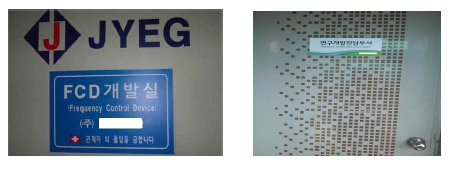 JYEG
FCD개발실
(Frequency Control Device)
(주)
관계자 외 출입을 금합니다
연구개발전담부서